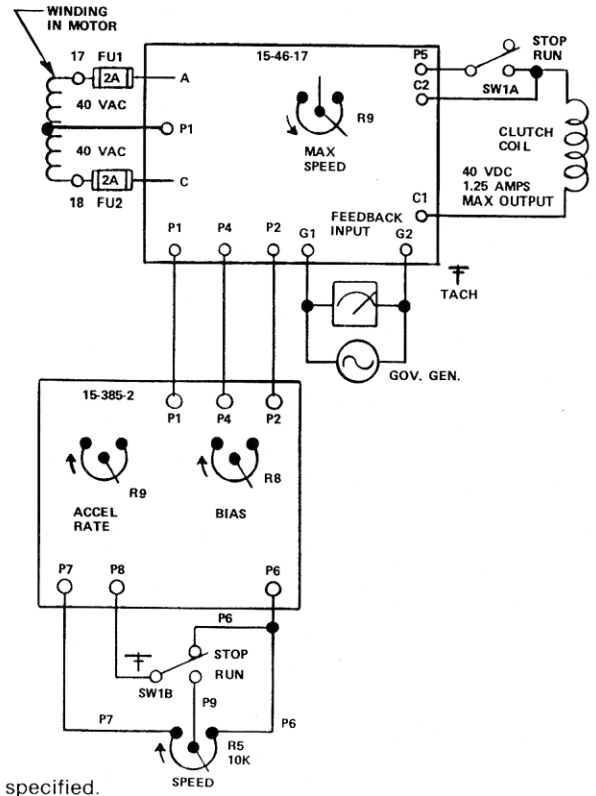 WINDING
IN MOTOR
17 FU1
2A
A
40 VAC
P1
40 VAC
2A
C
18 FU2
15-46-17
R9
MAX
SPEED
P5
C2
STOP
RUN
SW1A
CLUTCH
COIL
40 VDC
1.25 AMPS
MAX OUTPUT
C1
FEEDBACK
INPUT
P1 P4 P2 G1 G2
TACH
GOV. GEN.
15-385-2
P1 P4 P2
R9
ACCEL
RATE
R8
BIAS
P7 P8 P6
P6
STOP
RUN
SW1B
P9
P7
P6
R5
10K
SPEED
specified.